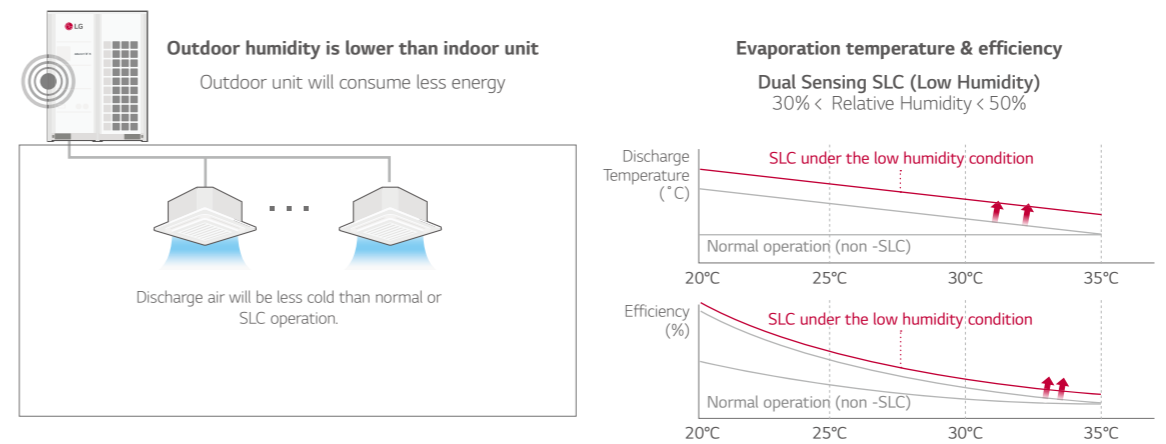 LG
Outdoor humidity is lower than indoor unit
Outdoor unit will consume less energy
Discharge air will be less cold than normal or
SLC operation.
Evaporation temperature & efficiency
Dual Sensing SLC (Low Humidity)
30% < Relative Humidity < 50%
Discharge
Temperature
(˚C)
SLC under the low humidity condition
Normal operation (non -SLC)
20°C 25°C 30°C 35°C
Efficiency
(%)
SLC under the low humidity condition
Normal operation (non -SLC)
20°C 25°C 30°C 35°C